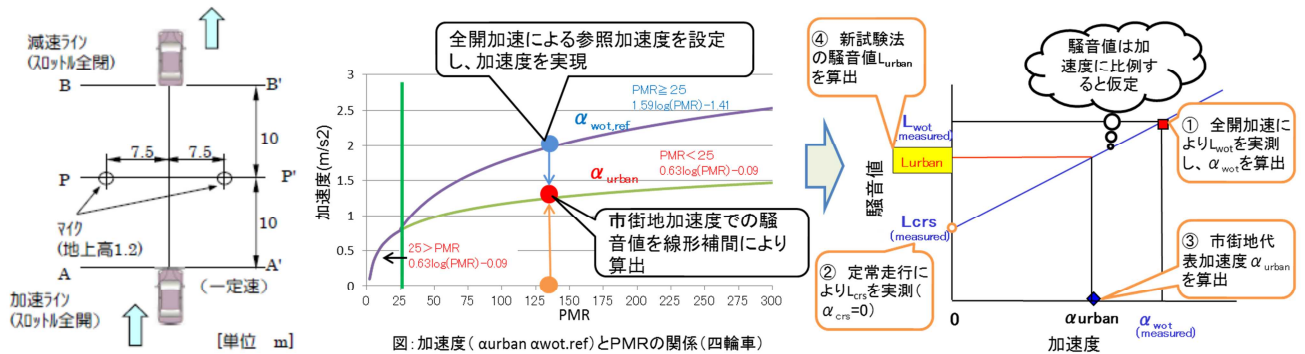 減速ライン
(スロットル全閉)
B
B'
10
7.5
7.5
P
P'
マイク
(地上高1.2)
10
A
A'
(一定速)
加速ライン
(スロットル全開)
[単位 m]
全開加速による参照加速度を設定
し、加速度を実現
加速度(m/s2)
3
2.5
2
1.5
1
0.5
0
PMR≧25
1.59log(PMR)-1.41
αwot,ref
PMR<25
0.63log(PMR)-0.09
αurban
市街地加速度での騒
音値を線形補間により
算出
25>PMR
0.63log(PMR)-0.09
0 25 50 75 100 125 150 175 200 225 250 275 300
PMR
図:加速度(αurban αwot.ref)とPMRの関係(四輪車)
④ 新試験法
の騒音値Lurban
を算出
騒音値は加
速度に比例す
ると仮定
Lwot
(measured)
① 全開加速に
よりLwotを実測
し、αwotを算出
Lurban
騒音値
Lcrs
(measured)
② 定常走行に
よりLcrsを実測(
αcrs=0)
③ 市街地代
表加速度αurban
を算出
0
αurban
αwot
(measured)
加速度